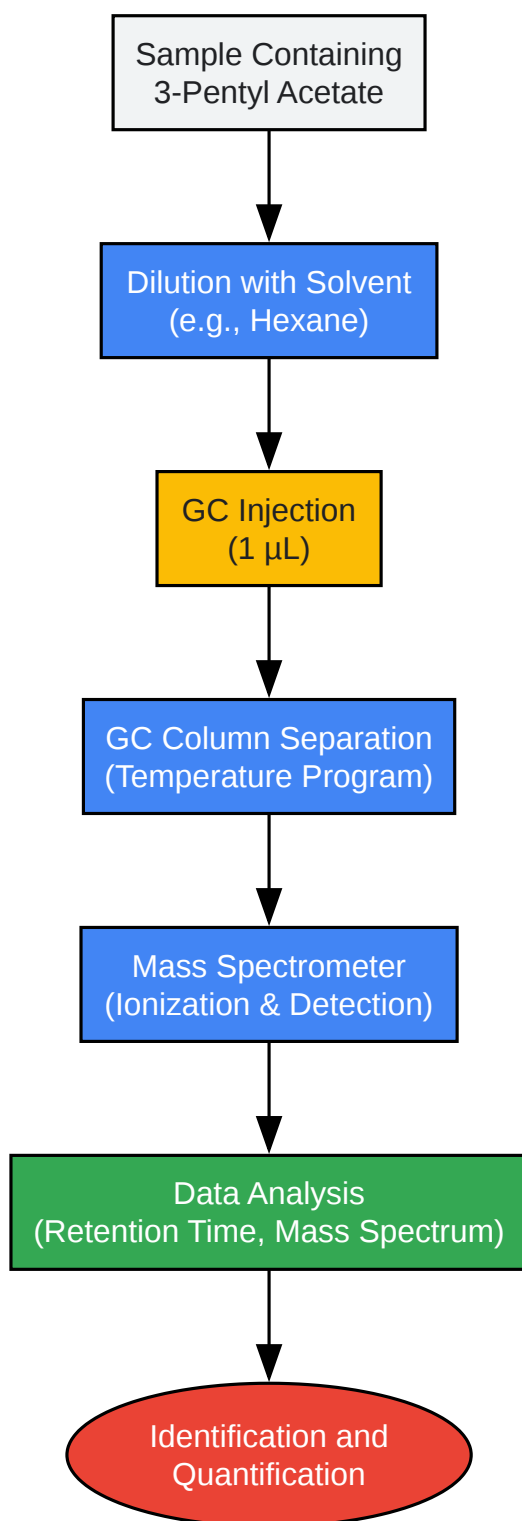 Sample Containing
3-Pentyl Acetate
Dilution with Solvent
(e.g., Hexane)
GC Injection
(1 µL)
GC Column Separation
(Temperature Program)
Mass Spectrometer
(Ionization & Detection)
Data Analysis
(Retention Time, Mass Spectrum)
Identification and
Quantification